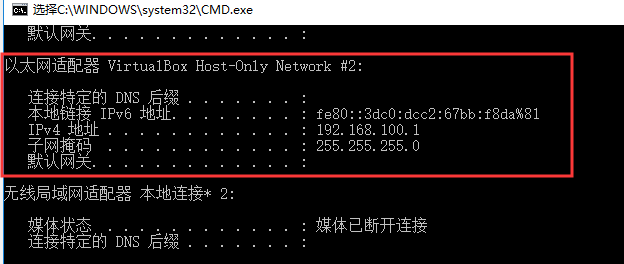 选择C:\WINDOWS\system32\CMD.exe
默认网关. . . . . . . . . . . . . :
以太网适配器 VirtualBox Host-Only Network #2:
连接特定的 DNS 后缀 . . . . . . . :
本地链接 IPv6 地址. . . . . . . . : fe80::3dc0:dcc2:67bb:f8da%81
IPv4 地址 . . . . . . . . . . . . : 192.168.100.1
子网掩码 . . . . . . . . . . . . : 255.255.255.0
默认网关. . . . . . . . . . . . . :
无线局域网适配器 本地连接* 2:
媒体状态 . . . . . . . . . . . . : 媒体已断开连接
连接特定的 DNS 后缀 . . . . . . . :